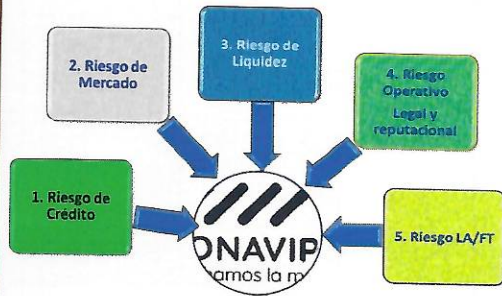 1. Riesgo de
Crédito
2. Riesgo de
Mercado
3. Riesgo de
Liquidez
4. Riesgo
Operativo
Legal y
reputacional
5. Riesgo LA/FT
ONAVIP
amos la m